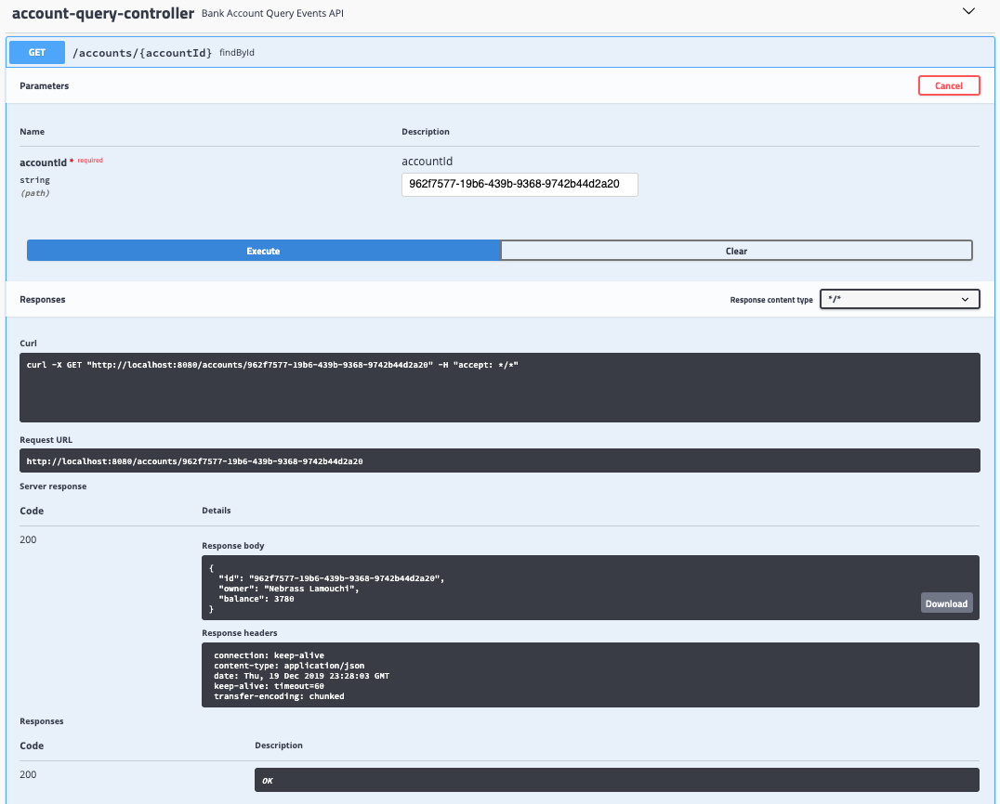 account-query-controller Bank Account Query Events API
GET /accounts/{accountId} findById
Parameters Cancel
Name Description
accountId * required accountId
string 962f7577-19b6-439b-9368-9742b44d2a20
(path)
Execute Clear
Responses Response content type */*
Curl
curl -X GET "http://localhost:8080/accounts/962f7577-19b6-439b-9368-9742b44d2a20" -H "accept: */*"
Request URL
http://localhost:8080/accounts/962f7577-19b6-439b-9368-9742b44d2a20
Server response
Code Details
200
Response body
{
"id": "962f7577-19b6-439b-9368-9742b44d2a20",
"owner": "Nebrass Lamouchi",
"balance": 3780
}
Download
Response headers
connection: keep-alive
content-type: application/json
date: Thu, 19 Dec 2019 23:28:03 GMT
keep-alive: timeout=60
transfer-encoding: chunked
Responses
Code Description
200 OK